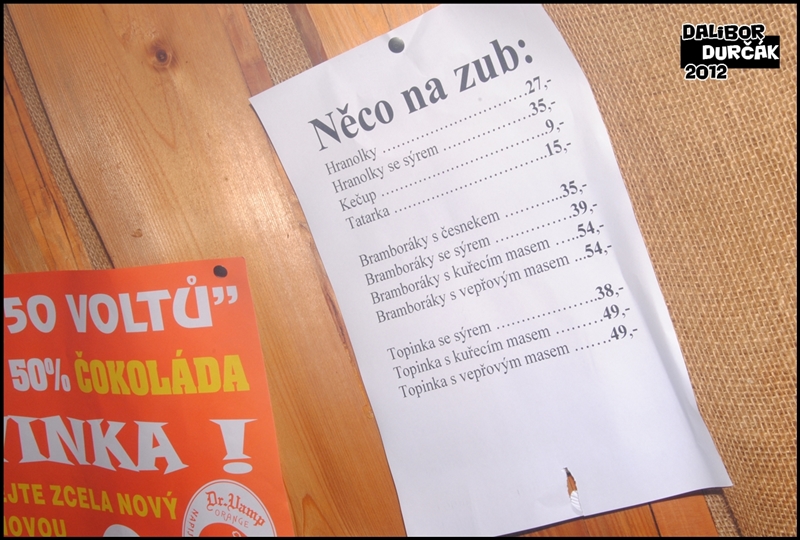 DALIBOR
DURČÁK
2012
Něco na zub:
Hranolky ........................27,-
Hranolky se sýrem ................35,-
Kečup ............................9,-
Tatarka .........................15,-
Bramboráky s česnekem ...........35,-
Bramboráky se sýrem .............39,-
Bramboráky s kuřecím masem .....54,-
Bramboráky s vepřovým masem ...54,-
Topinka se sýrem ..................38,-
Topinka s kuřecím masem ........49,-
Topinka s vepřovým masem ......49,-
50 VOLTŮ”
50% ČOKOLÁDA
INKA !
ZCELA NOVÝ
Dr.Vamp
ORANGE